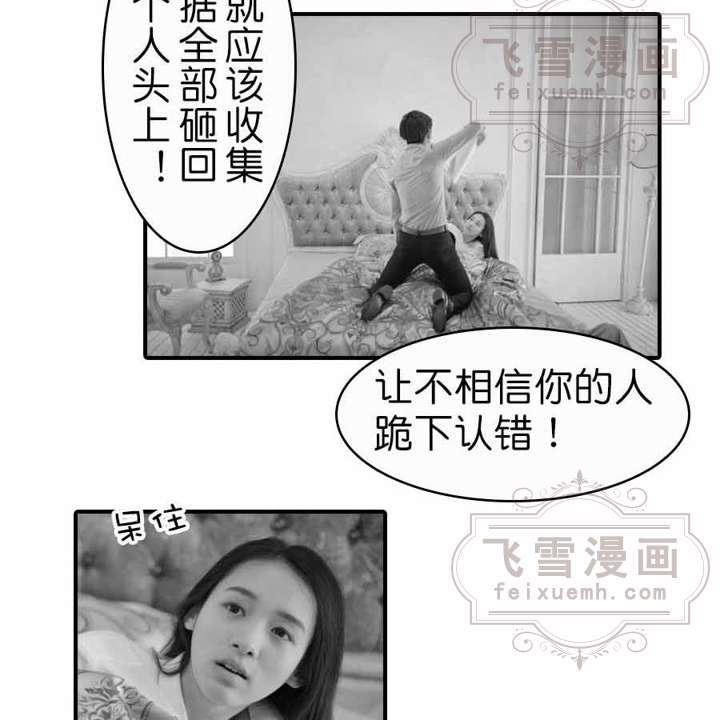 就应该收集
据全部砸回
个人头上！
飞雪漫画
feixuemh.com
让不相信你的人
跪下认错！
呆住
飞雪漫画
feixuemh.com